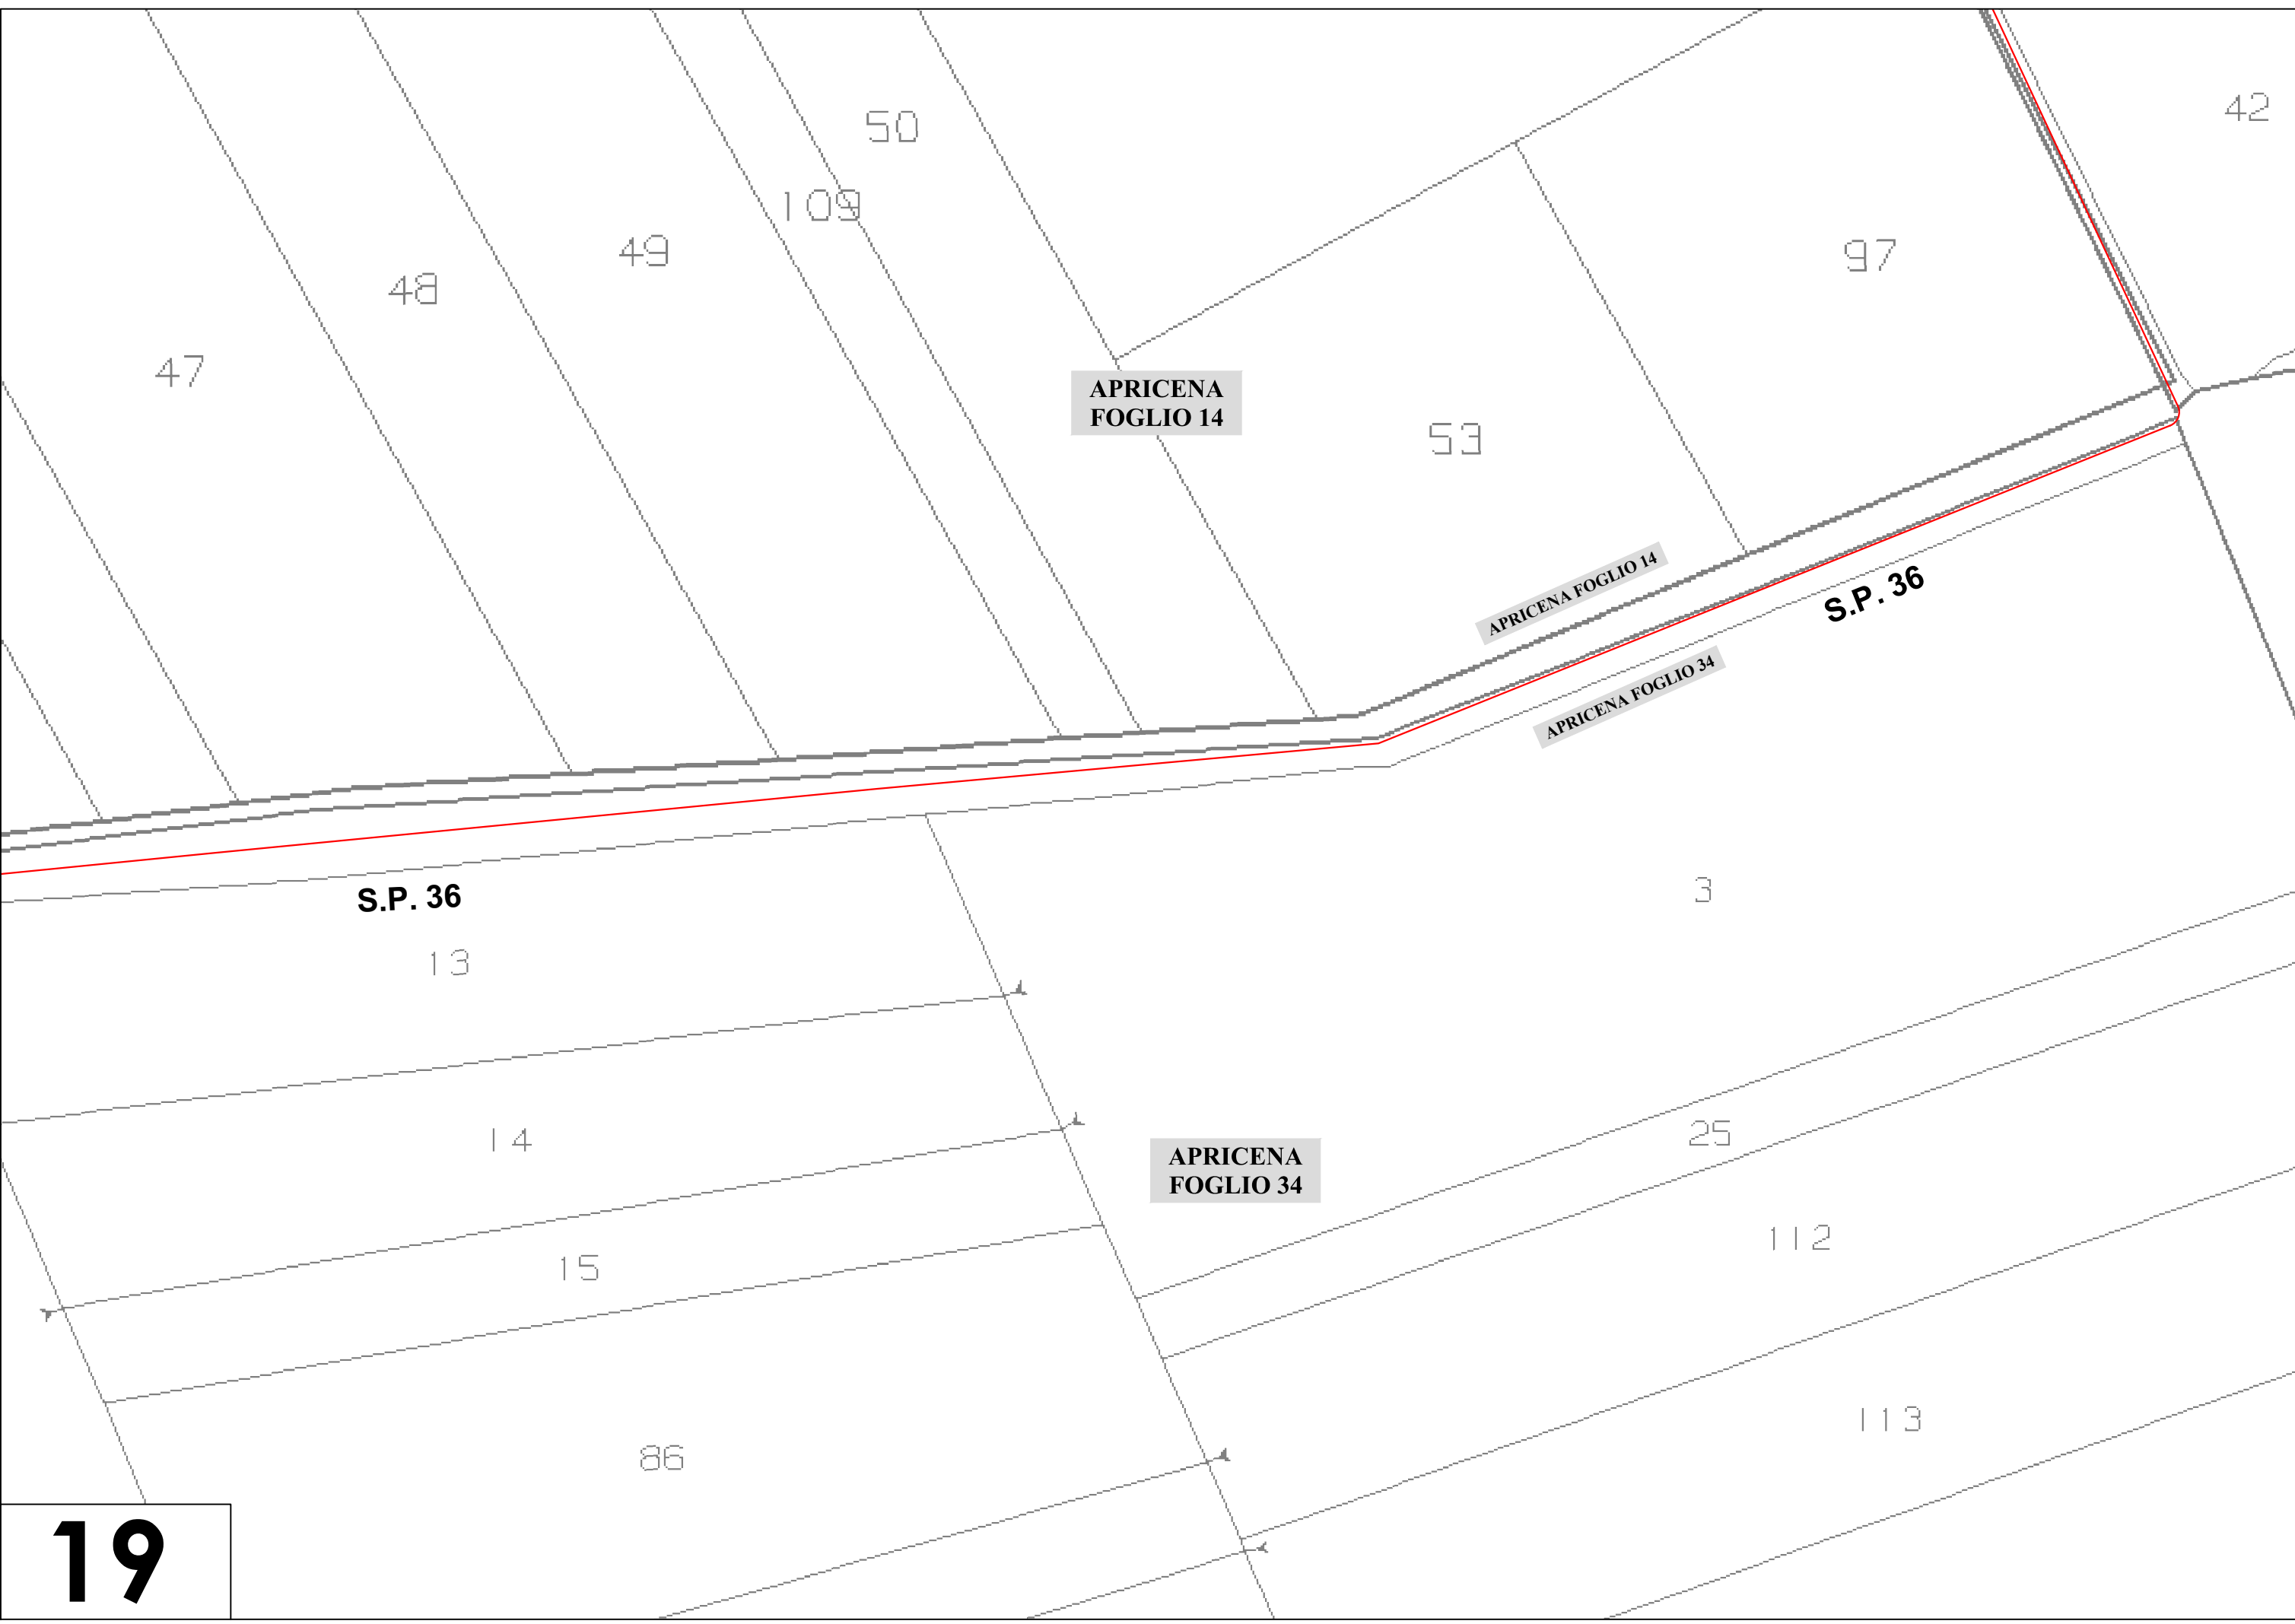 42
50
109
49
97
48
47
APRICENA
FOGLIO 14
53
APRICENA FOGLIO 14
S.P. 36
APRICENA FOGLIO 34
3
S.P. 36
13
25
14
APRICENA
FOGLIO 34
112
15
113
86
19